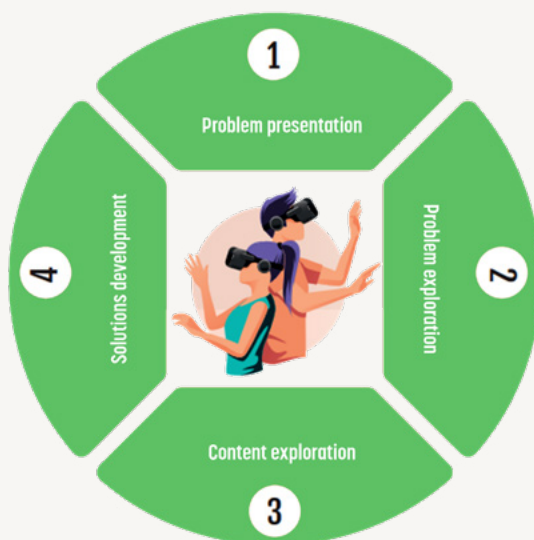 1
Problem presentation
2
Problem exploration
Content exploration
3
4
Solutions development